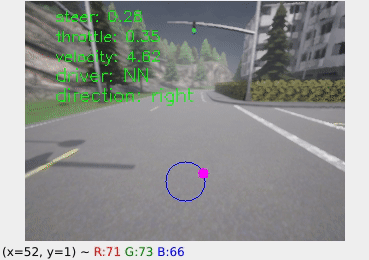 steer: 0.28
throttle: 0.35
velocity: 4.62
driver: NN
direction: right
(x=52, y=1) ~ R:71 G:73 B:66